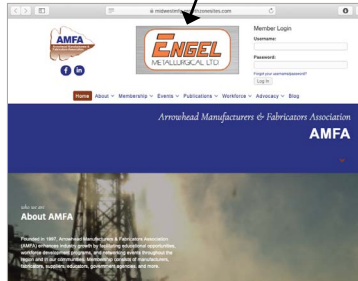 AMFA
Arrowhead Manufacturers &
Fabricators Association
ENGEL
METALLURGICAL LTD
Member Login
Username:
Password:
Forgot your username/password?
Log In
Home About Membership Events Publications Workforce Advocacy Blog
Arrowhead Manufacturers & Fabricators Association
AMFA
who we are
About AMFA
Founded in 1997, Arrowhead Manufacturers & Fabricators Association
(AMFA) enhances industry growth by facilitating educational opportunities,
workforce development programs, and networking events throughout the
region and in our communities. Membership consists of manufacturers,
fabricators, suppliers, educators, government agencies, and more.